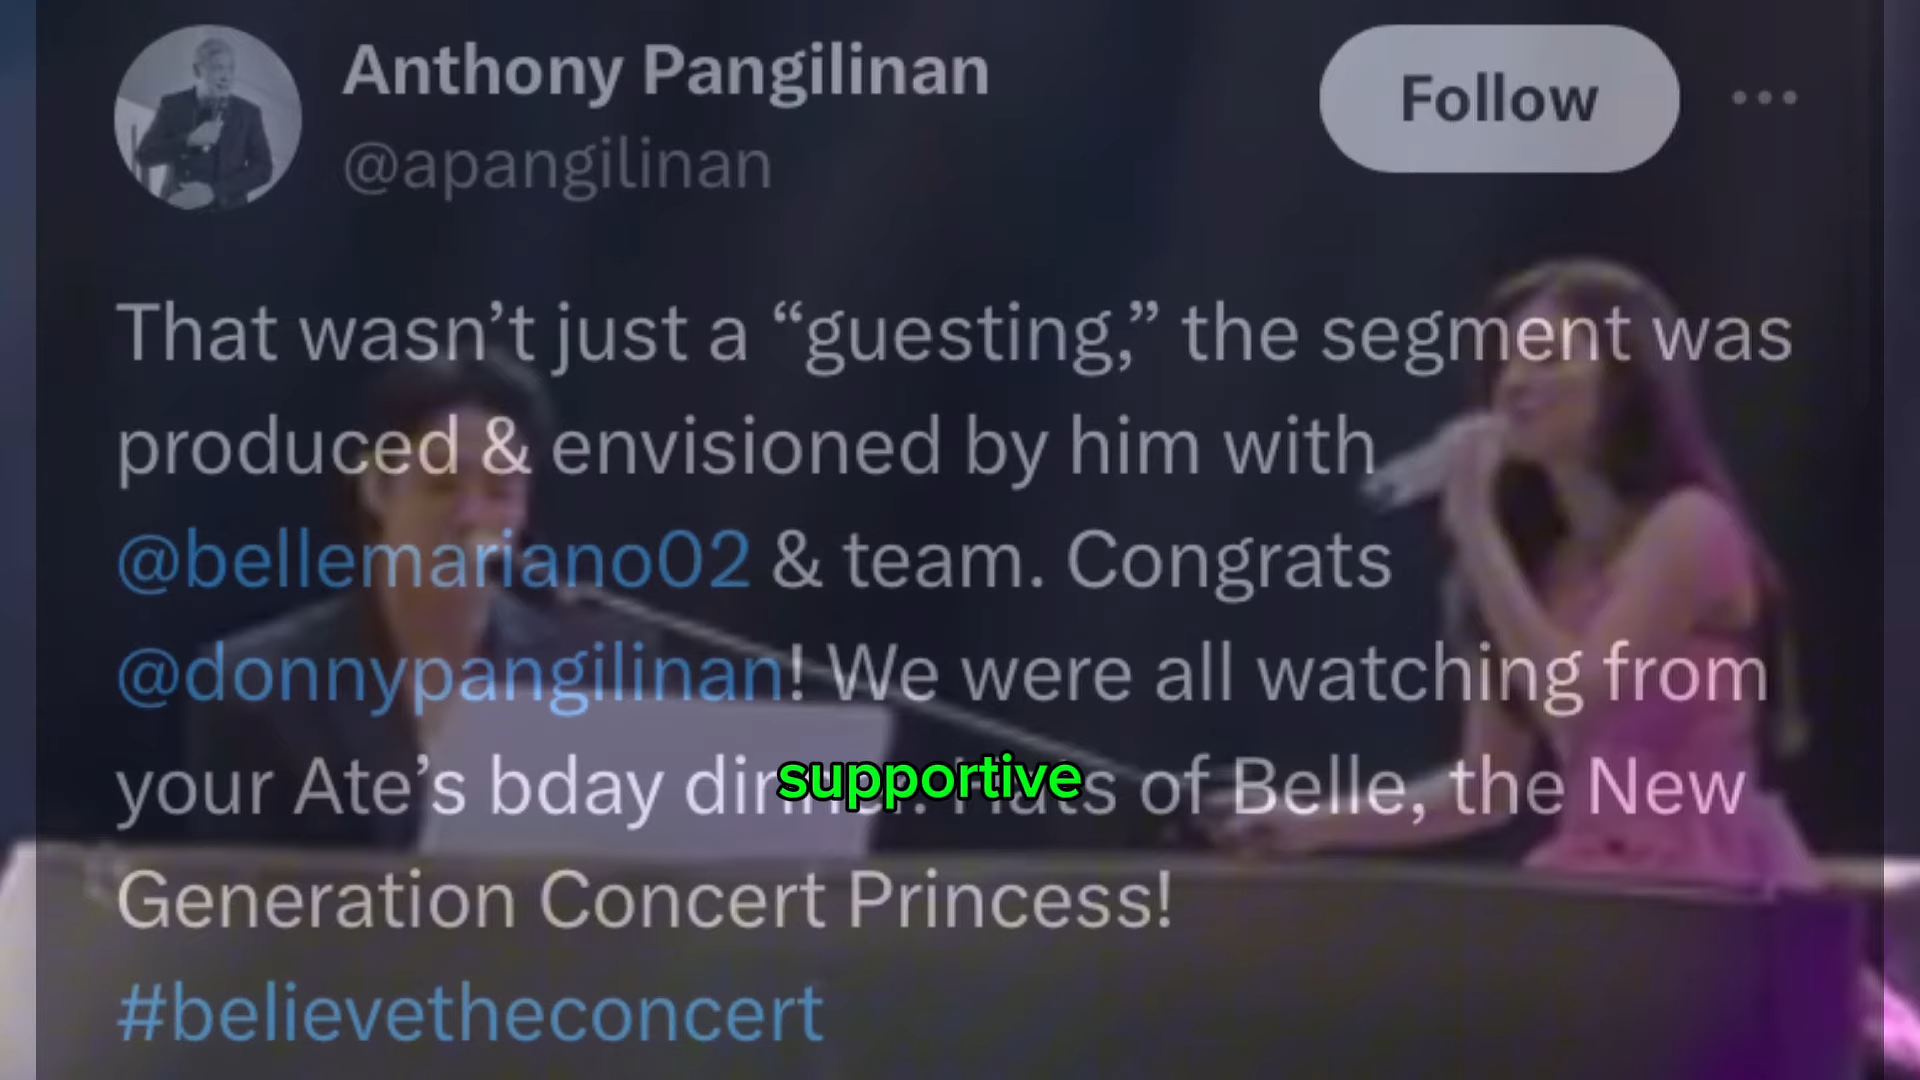 Anthony Pangilinan
Follow
@apangilinan
That wasn’t just a “guesting,” the segment was
produced & envisioned by him with
@bellemariano02 & team. Congrats
@donnypangilinan! We were all watching from
your Ate’s bday of Belle, the New
supportive
Generation Concert Princess!
#believetheconcert